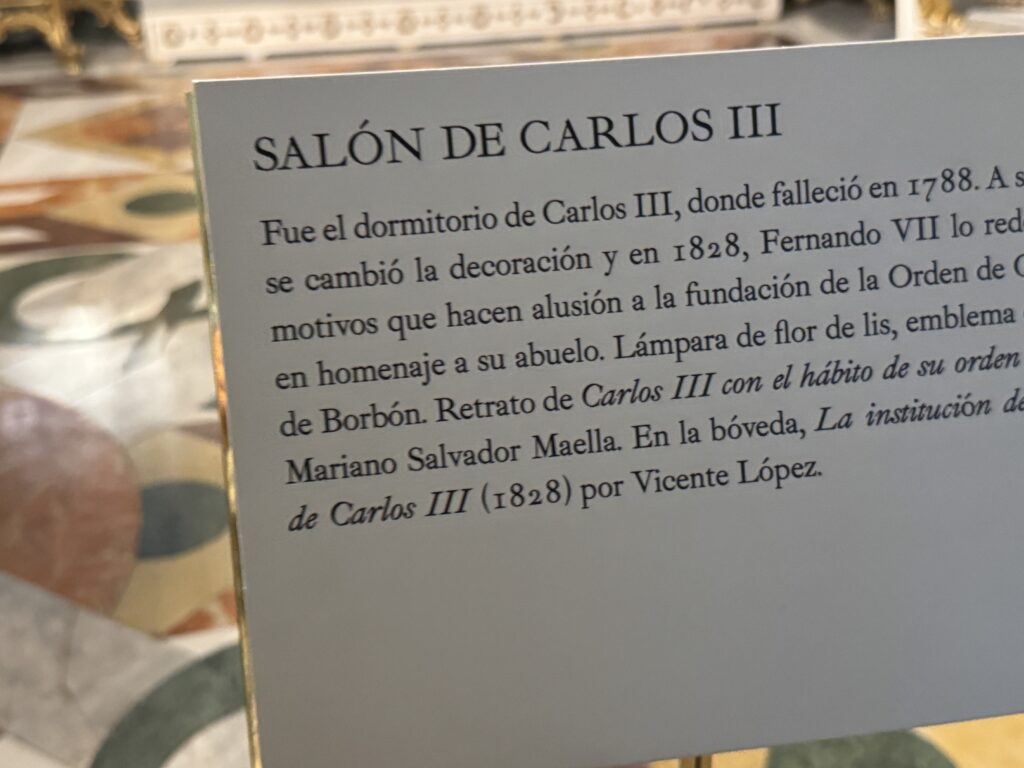 SALÓN DE CARLOS III
Fue el dormitorio de Carlos III, donde falleció en 1788. A
se cambió la decoración y en 1828, Fernando VII lo
motivos que hacen alusión a la fundación de la Orden de
en homenaje a su abuelo. Lámpara de flor de lis, emblema
de Borbón. Retrato de Carlos III con el hábito de su orden
Mariano Salvador Maella. En la bóveda, La institución de
de Carlos III (1828) por Vicente López.